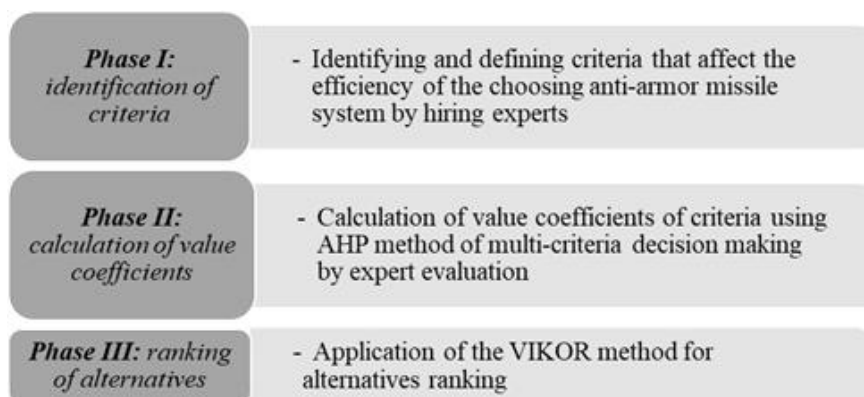 Phase I:
identification of
criteria
- Identifying and defining criteria that affect the
efficiency of the choosing anti-armor missile
system by hiring experts
Phase II:
calculation of value
coefficients
- Calculation of value coefficients of criteria using
AHP method of multi-criteria decision making
by expert evaluation
Phase III: ranking
of alternatives
- Application of the VIKOR method for
alternatives ranking